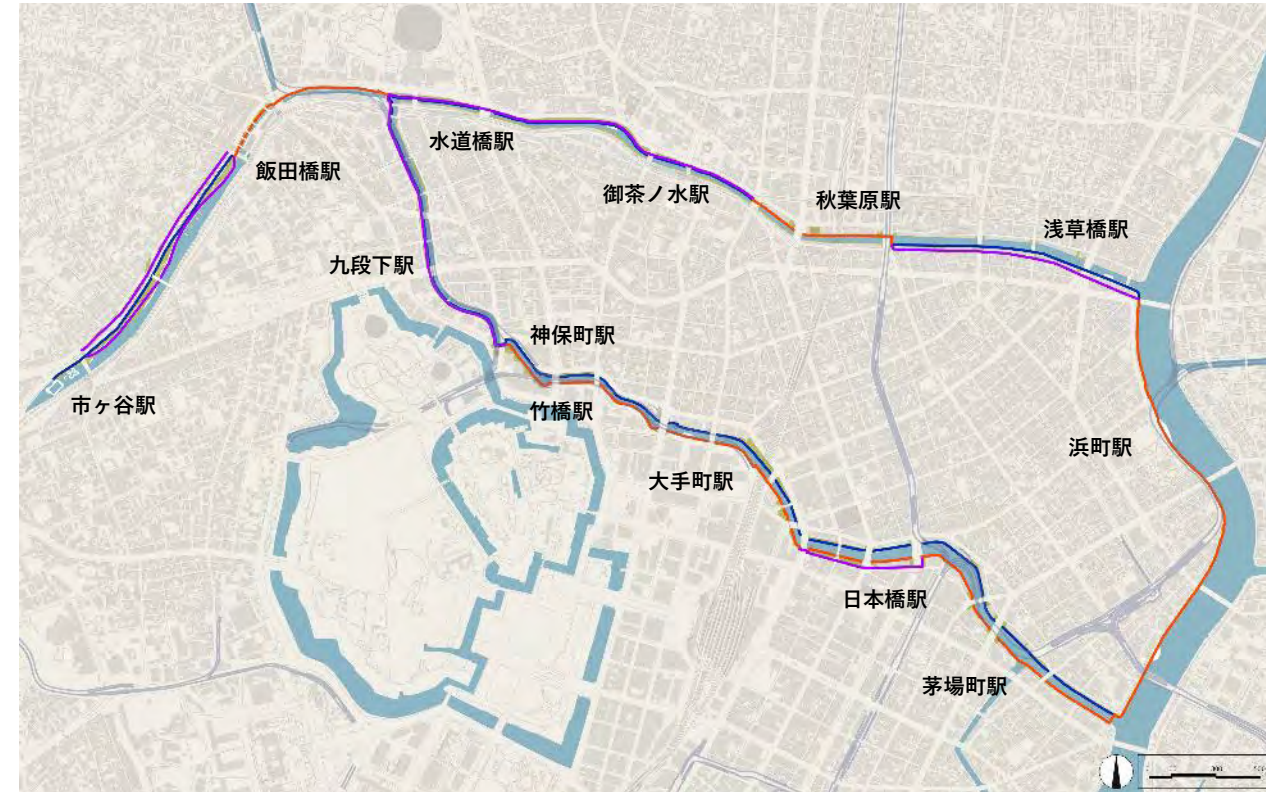 水道橋駅
飯田橋駅
御茶ノ水駅
秋葉原駅
浅草橋駅
九段下駅
神保町駅
市ヶ谷駅
竹橋駅
浜町駅
大手町駅
日本橋駅
茅場町駅